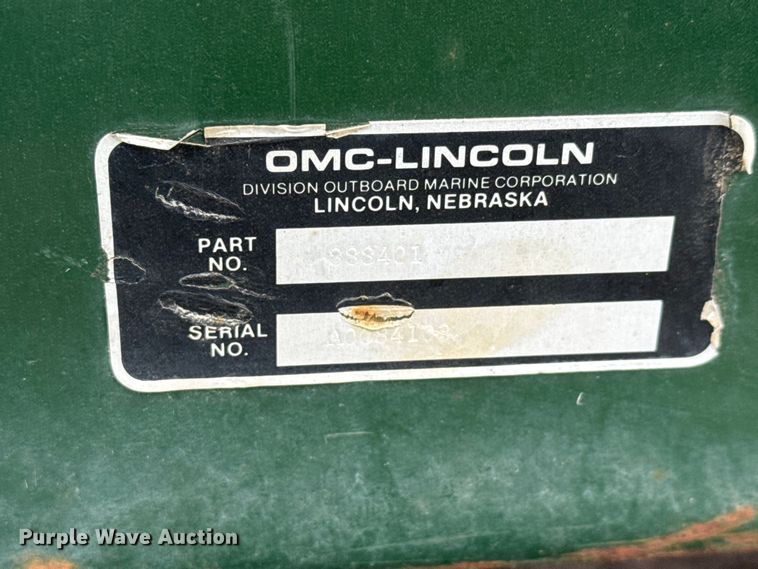 OMC-LINCOLN
DIVISION OUTBOARD MARINE CORPORATION
LINCOLN, NEBRASKA
PART NO.
SERIAL NO.
Purple Wave Auction